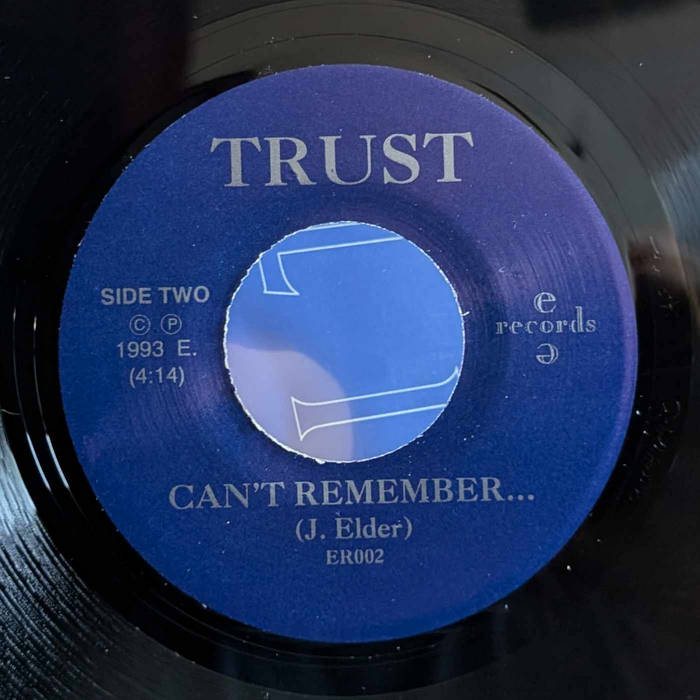 TRUST
SIDE TWO
© ℗
1993 E.
(4:14)
e
records
e
CAN'T REMEMBER...
(J. Elder)
ER002